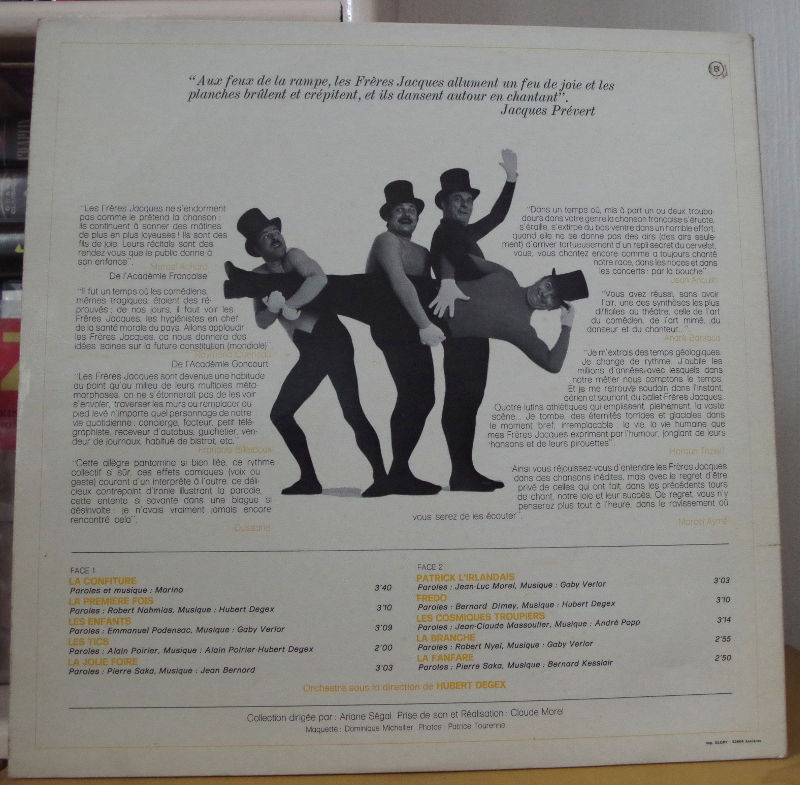 "Aux feux de la rampe, les Frères Jacques allument un feu de joie et les
planches brûlent et crépitent, et ils dansent autour en chantant".
Jacques Prévert
"Les Frères Jacques ne s'endorment
pas comme le prétend la chanson :
ils continuent à sonner des mâtines
de plus en plus joyeuses ! Ils sont des
fils de joie. Leurs récitals sont des
rendez-vous que le public donne à
son enfance".
Marcel Achard
De l'Académie Francaise
"Il fut un temps où les comédiens,
mêmes tragiques, étaient des ré-
prouvés ; de nos jours, il faut voir les
Frères Jacques, les hygiénistes en chef
de la santé morale du pays. Allons applaudir
les Frères Jacques, ça nous donnera des
idées saines sur la future constitution (mondiale)"
De l'Académie Goncourt
"Les Frères Jacques sont devenus une habitude
au point qu'au milieu de leurs multiples méta-
morphoses, on ne s'étonnerait pas de les voir
s'envoler, traverser les murs ou remplacer au
pied levé n'importe quel personnage de notre
vie quotidienne : concierge, facteur, petit télé-
graphiste, receveur d'autobus, guichetier, ven-
deur de journaux, habitué de bistrot, etc.
François Billetdoux
"Cette allègre pantomine si bien liée, ce rythme
collectif si sûr, ces effets comiques (voix ou
geste) courant d'un interprète à l'autre, ce déli-
cieux contrepoint d'ironie illustrant la parole,
cette entente si savante dans une blague si
désinvolte : je n'avais vraiment jamais encore
rencontré cela".
Dussane
"Dans un temps où, mis à part un ou deux trouba-
dours dans votre genre la chanson francaise s'éructe,
s'éraille, s'extirpe du bas ventre dans un horrible effort,
quand elle ne se donne pas des airs (des airs seule-
ment) d'arriver tortueusement d'un repli secret du cervelet,
vous, vous chantez encore comme a toujours chanté
notre race, dans les noces et dans
les concerts : par la bouche"
Jean Anouilh
"Vous avez réussi, sans avoir
l'air, une des synthèses les plus
difficiles au théâtre, celle de l'art
du comédien, de l'art mimé, du
danseur et du chanteur..."
André Barsacq
"Je m'extrais des temps géologiques.
Je change de rythme. J'oublie les
millions d'années avec lesquels dans
notre métier nous comptons le temps.
Et je me retrouve soudain dans l'instant,
aérien et souriant du ballet Frères Jacques.
Quatre lutins athlétiques qui emplissent, pleinement, la vaste
scène... Je tombe, des éternités torrides et glaciales dans
le moment bref, irremplacable : la vie, la vie humaine que
mes Frères Jacques expriment par l'humour, jonglant de leurs
chansons et de leurs pirouettes".
Haroun Tazieff
"Ainsi vous réjouissez-vous d'entendre les Frères Jacques
dans des chansons inédites, mais avec le regret d'être
privé de celles qui ont fait, dans les précédents tours
de chant, notre joie et leur succès. Ce regret, vous n'y
penserez plus tout à l'heure, dans le ravissement où
vous serez de les écouter".
Marcel Aymé
FACE 1
LA CONFITURE
Paroles et musique : Marino 3'40
LA PREMIÈRE FOIS
Paroles : Robert Nahmias, Musique : Hubert Degex 3'10
LES ENFANTS
Paroles : Emmanuel Podensac, Musique : Gaby Verlor 3'09
LES TICS
Paroles : Alain Poirier, Musique : Alain Poirier-Hubert Degex 2'00
LA JOLIE FOIRE
Paroles : Pierre Saka, Musique : Jean Bernard 3'03
FACE 2
PATRICK L'IRLANDAIS
Paroles : Jean-Luc Morel, Musique : Gaby Verlor 3'03
FREDO
Paroles : Bernard Dimey, Musique : Hubert Degex 3'10
LES COSMIQUES TROUPIERS
Paroles : Jean-Claude Massoulier, Musique : André Popp 3'14
LA BRANCHE
Paroles : Robert Nyel, Musique : Gaby Verlor 2'55
LA FANFARE
Paroles : Pierre Saka, Musique : Bernard Kesslair 2'50
Orchestre sous la direction de HUBERT DEGEX
Collection dirigée par : Ariane Ségal Prise de son et Réalisation : Claude Morel
Maquette : Dominique Michallet Photos : Patrice Tourenne